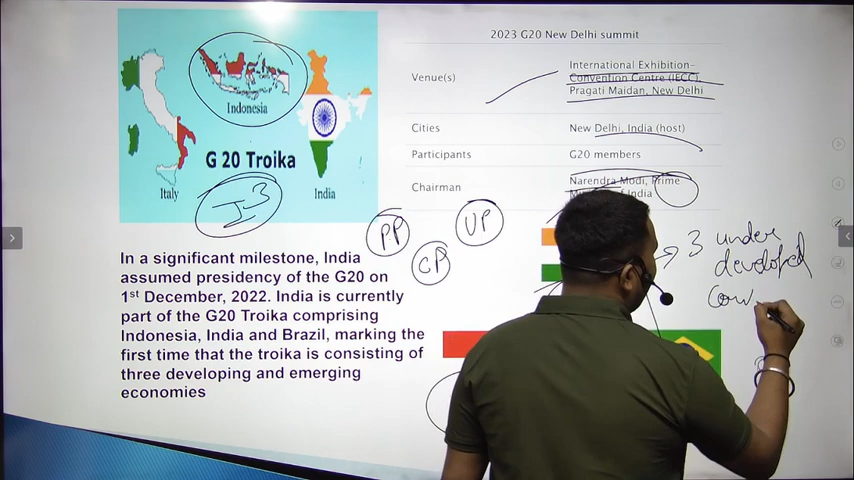 Indonesia
G 20 Troika
Italy
India
I3
PP
UP
CP
In a significant milestone, India
assumed presidency of the G20 on
1st December, 2022. India is currently
part of the G20 Troika comprising
Indonesia, India and Brazil, marking the
first time that the troika is consisting of
three developing and emerging
economies
2023 G20 New Delhi summit
Venue(s)
International Exhibition-
Convention Centre (IECC),
Pragati Maidan, New Delhi
Cities
New Delhi, India (host)
Participants
G20 members
Chairman
Narendra Modi, Prime
India
3 under
developed